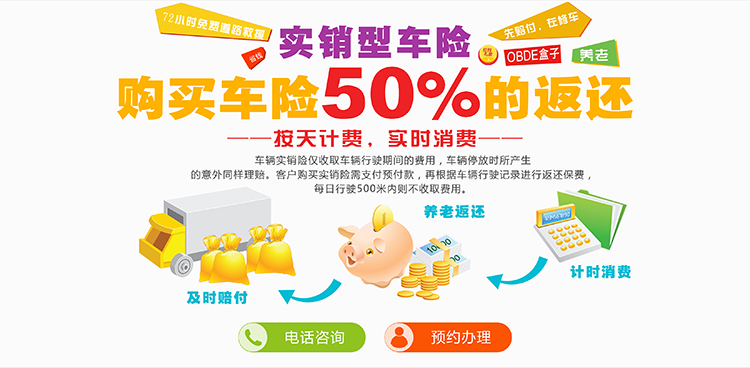 72小时免费道路救援
实销型车险
无赔付，在修车
省钱
OBDE盒子
养老
购买车险50%的返还
——按天计费，实时消费——
车辆实销险仅收取车辆行驶期间的费用，车辆停放时所产生
的意外同样理赔。客户购买实销险需支付预付款，再根据车辆行驶记录进行返还保费，
每日行驶500米内则不收取费用。
养老返还
计时消费
及时赔付
电话咨询
预约办理